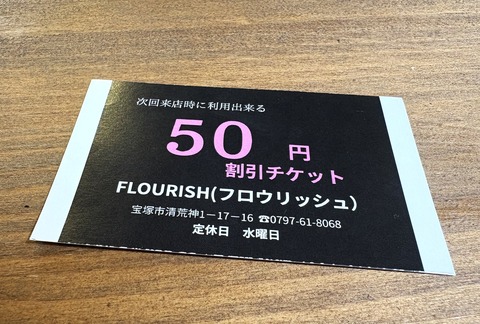 次回来店時に利用出来る
50 円
割引チケット
FLOURISH(フロウリッシュ)
宝塚市清荒神1－17－16 ☎0797-61-8068
定休日 水曜日